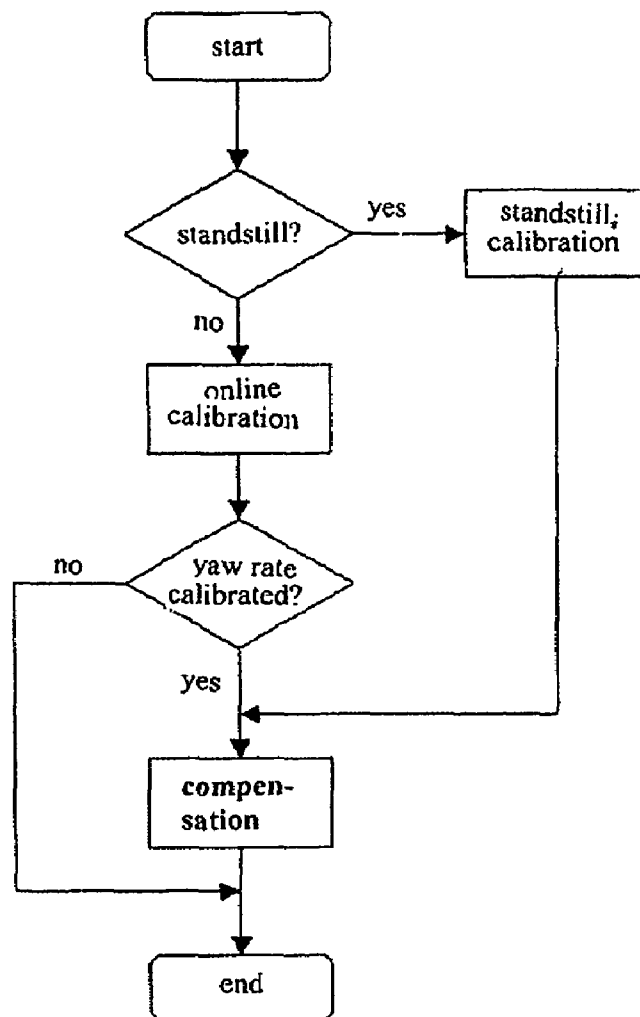 start
standstill?
yes
standstill;
calibration
no
online
calibration
no
yaw rate
calibrated?
yes
compen-
sation
end